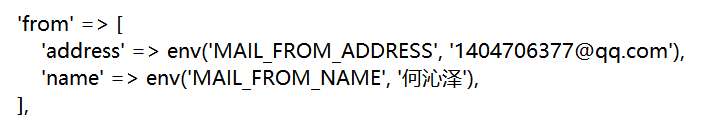 'from' => [
'address' => env('MAIL_FROM_ADDRESS', '1404706377@qq.com'),
'name' => env('MAIL_FROM_NAME', '何沁泽'),
],